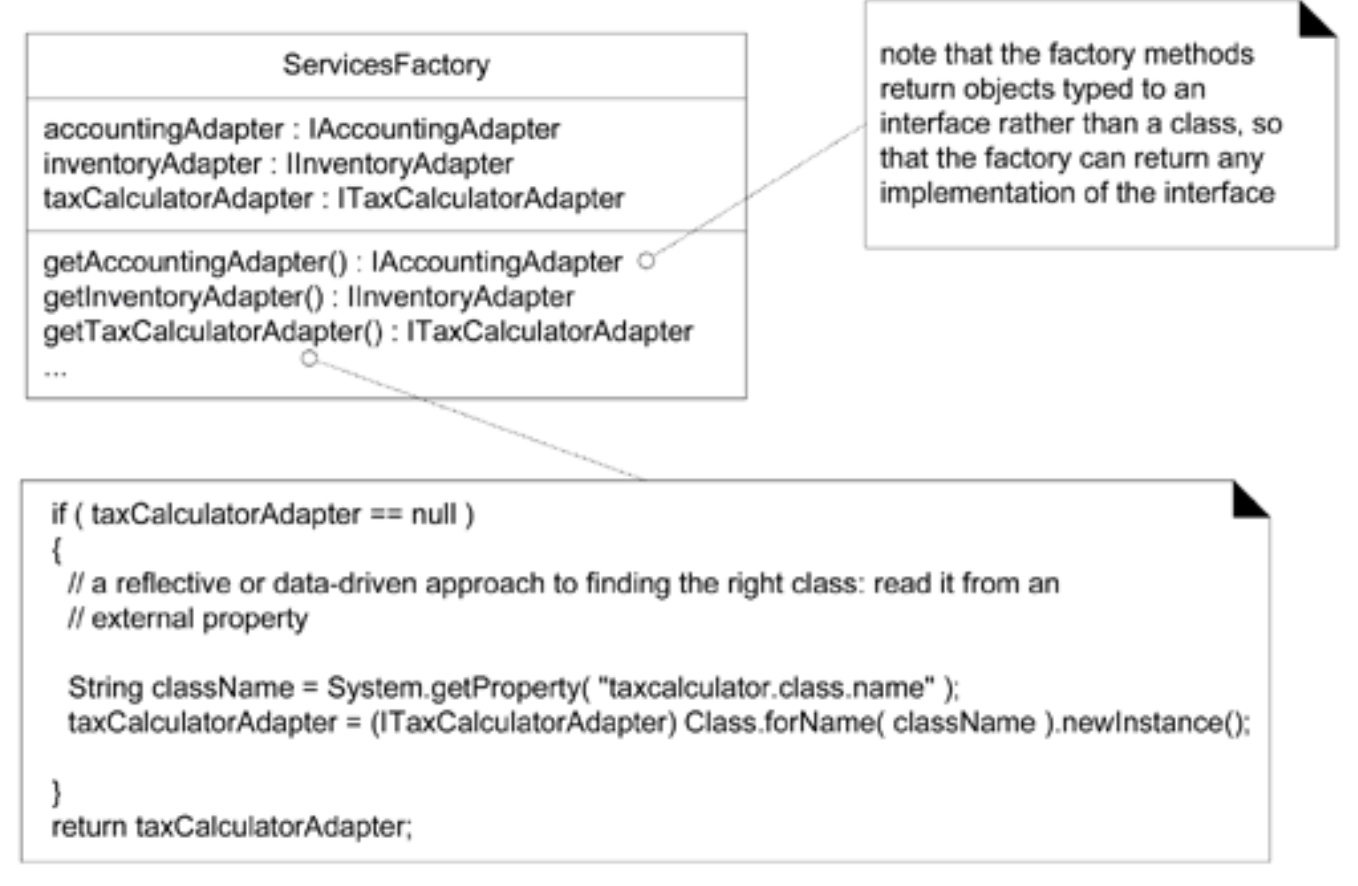 ServicesFactory
accountingAdapter : IAccountingAdapter
inventoryAdapter : IInventoryAdapter
taxCalculatorAdapter : ITaxCalculatorAdapter
getAccountingAdapter() : IAccountingAdapter
getInventoryAdapter() : IInventoryAdapter
getTaxCalculatorAdapter() : ITaxCalculatorAdapter
...
note that the factory methods
return objects typed to an
interface rather than a class, so
that the factory can return any
implementation of the interface
if ( taxCalculatorAdapter == null )
{
// a reflective or data-driven approach to finding the right class: read it from an
// external property
String className = System.getProperty( "taxcalculator.class.name" );
taxCalculatorAdapter = (ITaxCalculatorAdapter) Class.forName( className ).newInstance();
}
return taxCalculatorAdapter;